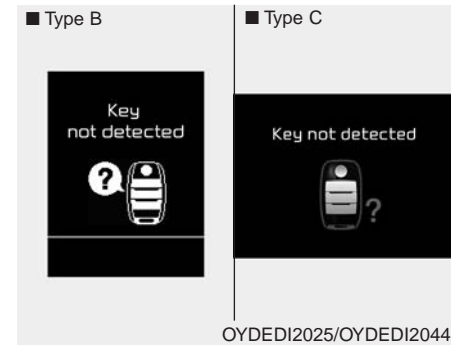 ■ Type B
Key
not detected
?
■ Type C
Key not detected
?
OYDEDI2025/OYDEDI2044